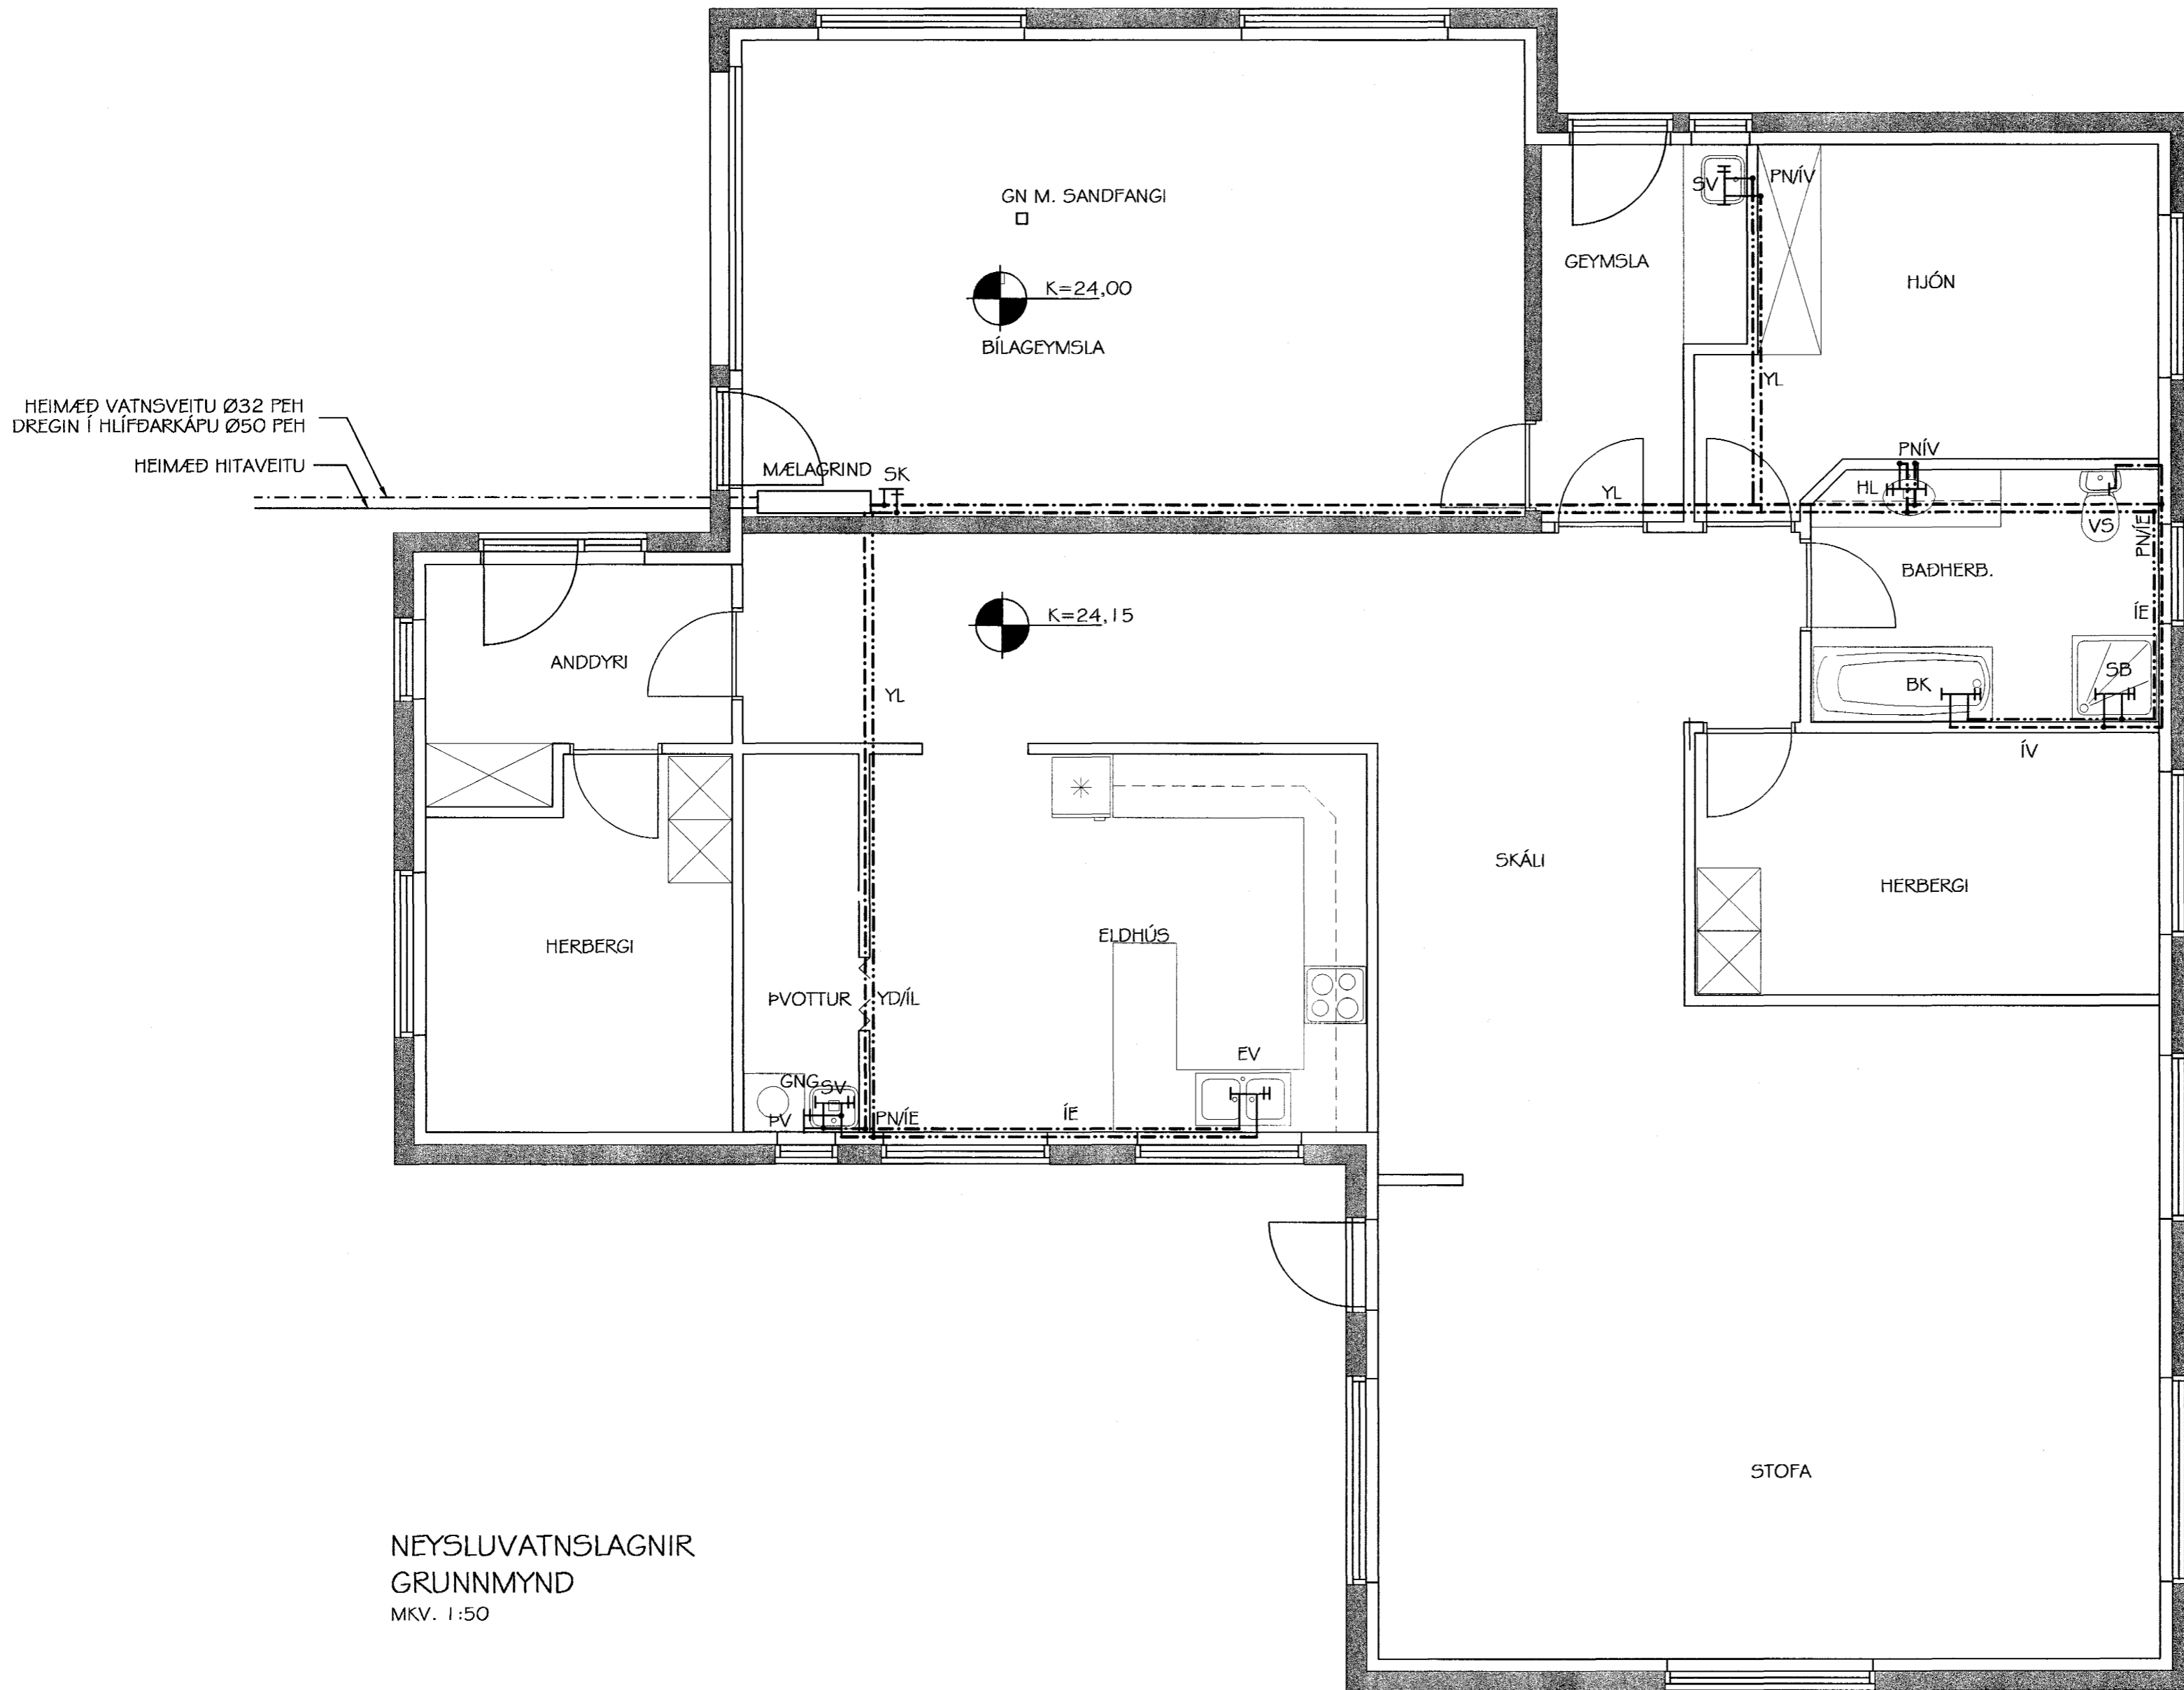 GN M. SANDFANGI
SV
PN/ÍV
GEYMSLA
HJÓN
K=24,00
BÍLAGEYMSLA
YL
HEIMÆÐ VATNSVEITU Ø32 PEH
DREGIN Í HLÍFÐARKÁPU Ø50 PEH
HEIMÆÐ HITAVEITU
MÆLAGRIND
SK
YL
PNÍV
HL
VS
PN/ÍE
BAÐHERB.
ÍE
K=24,15
ANDDYRI
YL
BK
SB
ÍV
SKÁLI
HERBERGI
HERBERGI
ELDHÚS
ÞVOTTUR
YD/ÍL
EV
GNG
SV
ÞV
PN/ÍE
ÍE
STOFA
NEYSLUVATNSLAGNIR
GRUNNMYND
MKV. 1:50